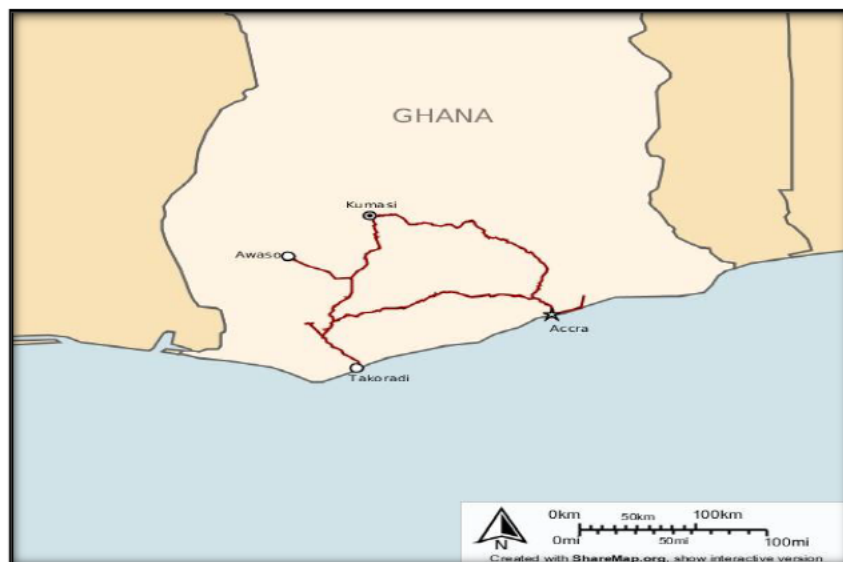 GHANA
Kumasi
Awaso
Accra
Takoradi
0km 50km 100km
0mi 50mi 100mi
N
Created with ShareMap.org, show interactive version